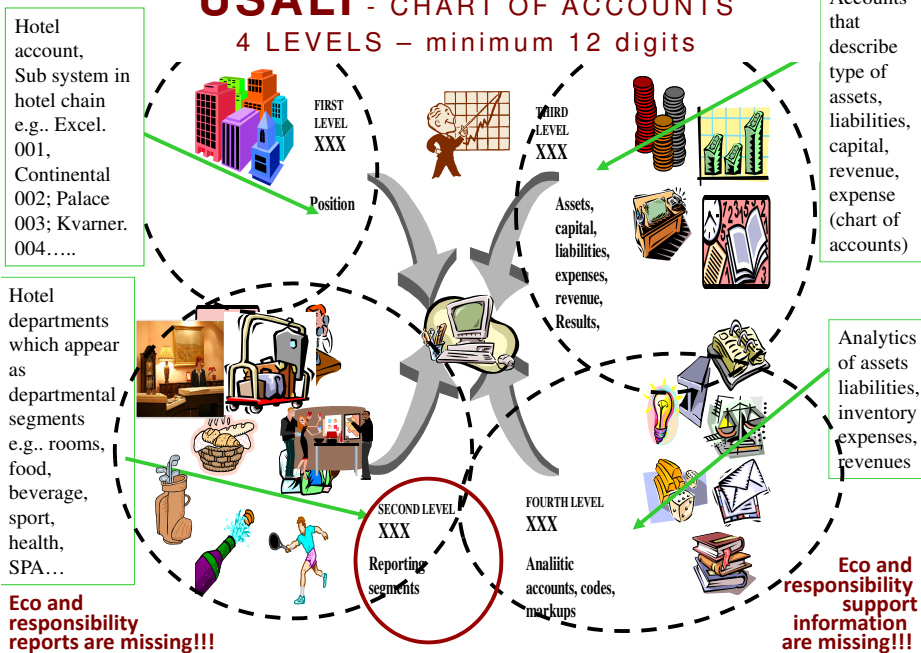 USALI - CHART OF ACCOUNTS
4 LEVELS – minimum 12 digits
Hotel
account,
Sub system in
hotel chain
e.g.. Excel.
001,
Continental
002; Palace
003; Kvarner.
004…..
FIRST
LEVEL
XXX
Position
THIRD
LEVEL
XXX
Assets,
capital,
liabilities,
expenses,
revenue,
Results,
Accounts
that
describe
type of
assets,
liabilities,
capital,
revenue,
expense
(chart of
accounts)
Hotel
departments
which appear
as
departmental
segments
e.g.. rooms,
food,
beverage,
sport,
health,
SPA…
SECOND LEVEL
XXX
Reporting
segments
FOURTH LEVEL
XXX
Analiitic
accounts, codes,
markups
Analytics
of assets
liabilities,
inventory
expenses,
revenues
Eco and
responsibility
reports are missing!!!
Eco and
responsibility
support
information
are missing!!!